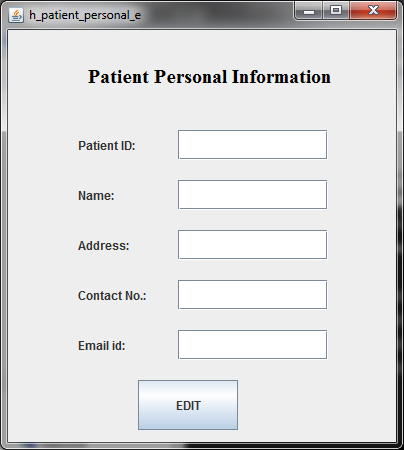 h_patient_personal_e
Patient Personal Information
Patient ID:
Name:
Address:
Contact No.:
Email id:
EDIT